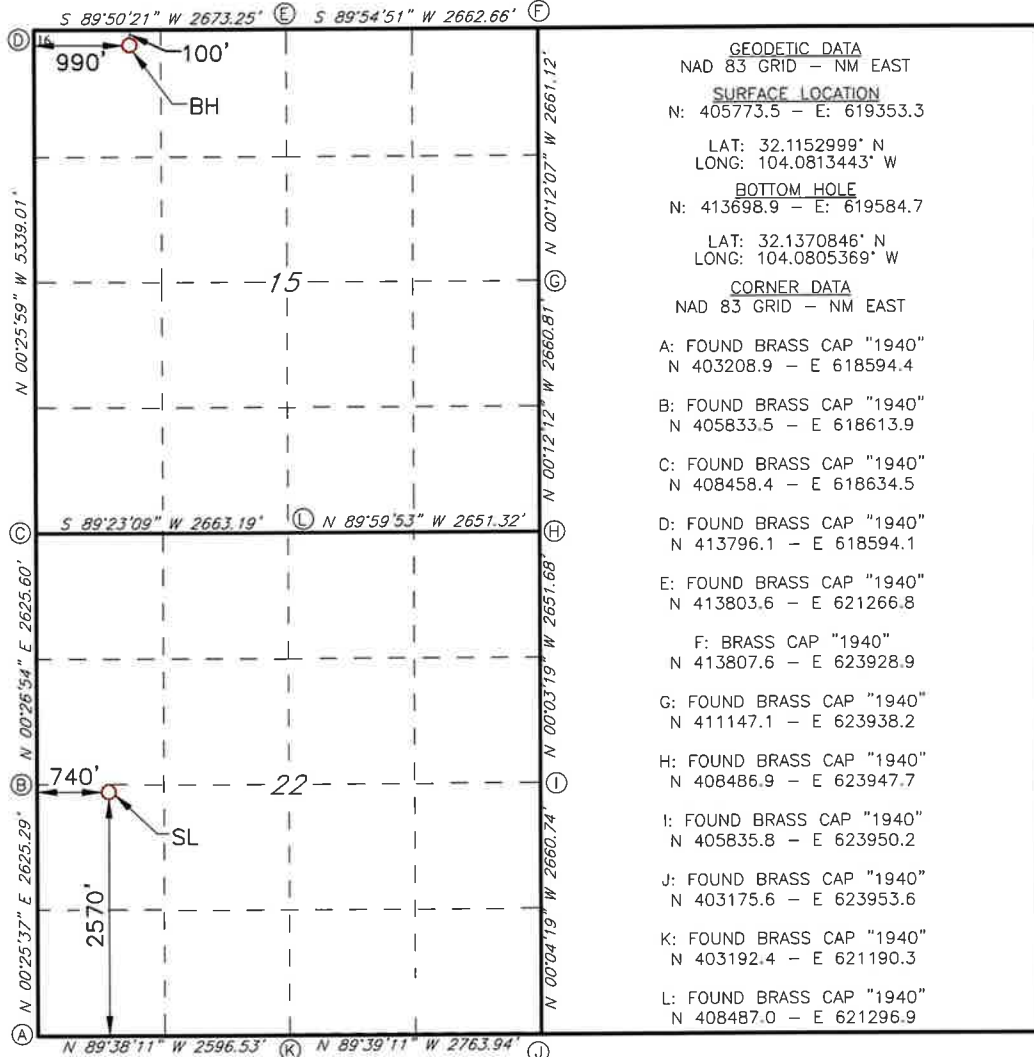 S 89°50'21" W 2673.25' E S 89°54'51" W 2662.66' F
D
16
990'
100'
BH
N 00°25'59" W 5339.01'
N 00°12'07" W 2661.12'
15
G
N 00°12'12" W 2660.81'
C
S 89°23'09" W 2663.19' L N 89°59'53" W 2651.32'
H
N 00°26'54" E 2625.60'
N 00°03'19" W 2651.68'
B
740'
22
I
SL
2570'
N 00°25'37" E 2625.29'
N 00°04'19" W 2660.74'
A
N 89°38'11" W 2596.53' K N 89°39'11" W 2763.94' J
GEODETIC DATA
NAD 83 GRID – NM EAST
SURFACE LOCATION
N: 405773.5 – E: 619353.3
LAT: 32.1152999° N
LONG: 104.0813443° W
BOTTOM HOLE
N: 413698.9 – E: 619584.7
LAT: 32.1370846° N
LONG: 104.0805369° W
CORNER DATA
NAD 83 GRID – NM EAST
A: FOUND BRASS CAP "1940"
N 403208.9 – E 618594.4
B: FOUND BRASS CAP "1940"
N 405833.5 – E 618613.9
C: FOUND BRASS CAP "1940"
N 408458.4 – E 618634.5
D: FOUND BRASS CAP "1940"
N 413796.1 – E 618594.1
E: FOUND BRASS CAP "1940"
N 413803.6 – E 621266.8
F: BRASS CAP "1940"
N 413807.6 – E 623928.9
G: FOUND BRASS CAP "1940"
N 411147.1 – E 623938.2
H: FOUND BRASS CAP "1940"
N 408486.9 – E 623947.7
I: FOUND BRASS CAP "1940"
N 405835.8 – E 623950.2
J: FOUND BRASS CAP "1940"
N 403175.6 – E 623953.6
K: FOUND BRASS CAP "1940"
N 403192.4 – E 621190.3
L: FOUND BRASS CAP "1940"
N 408487.0 – E 621296.9